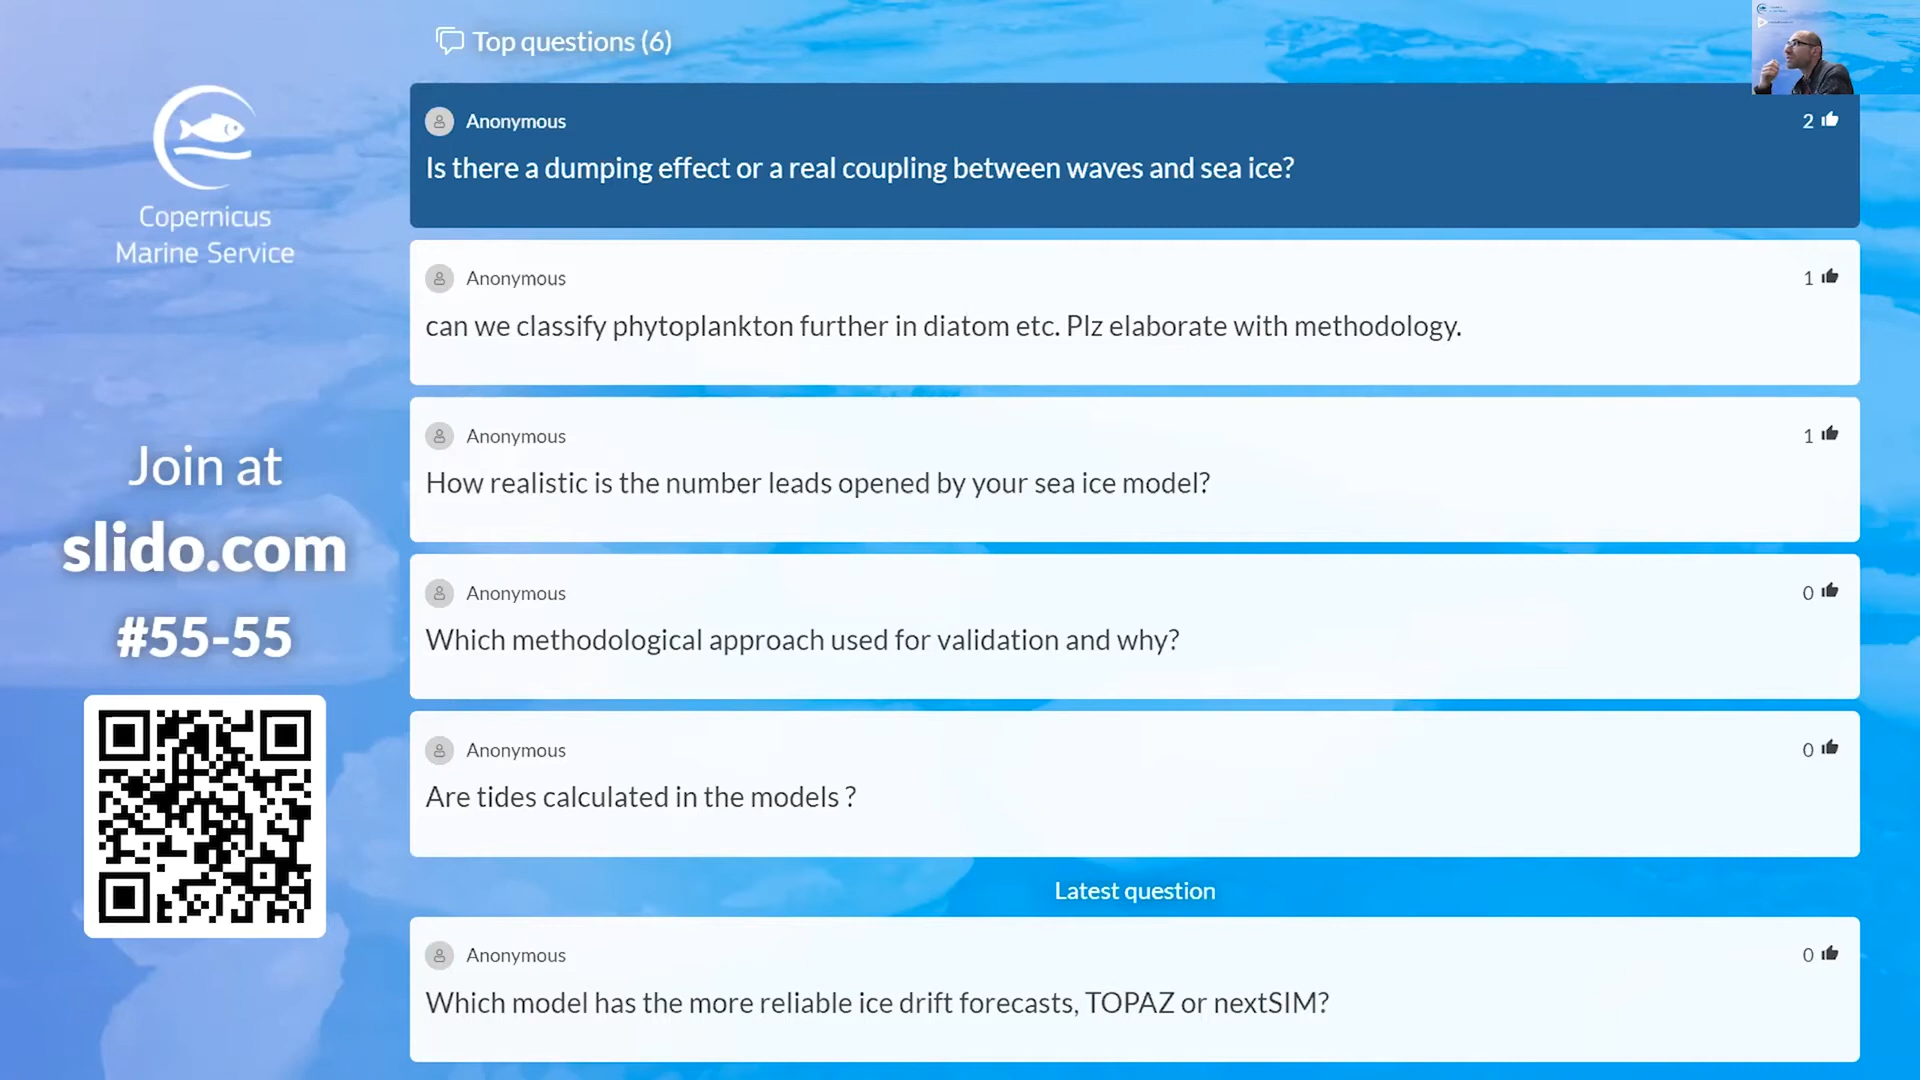 Top questions (6)
Copernicus
Marine Service
Join at
slido.com
#55-55
Anonymous
2
Is there a dumping effect or a real coupling between waves and sea ice?
Anonymous
1
can we classify phytoplankton further in diatom etc. Plz elaborate with methodology.
Anonymous
1
How realistic is the number leads opened by your sea ice model?
Anonymous
0
Which methodological approach used for validation and why?
Anonymous
0
Are tides calculated in the models ?
Latest question
Anonymous
0
Which model has the more reliable ice drift forecasts, TOPAZ or nextSIM?